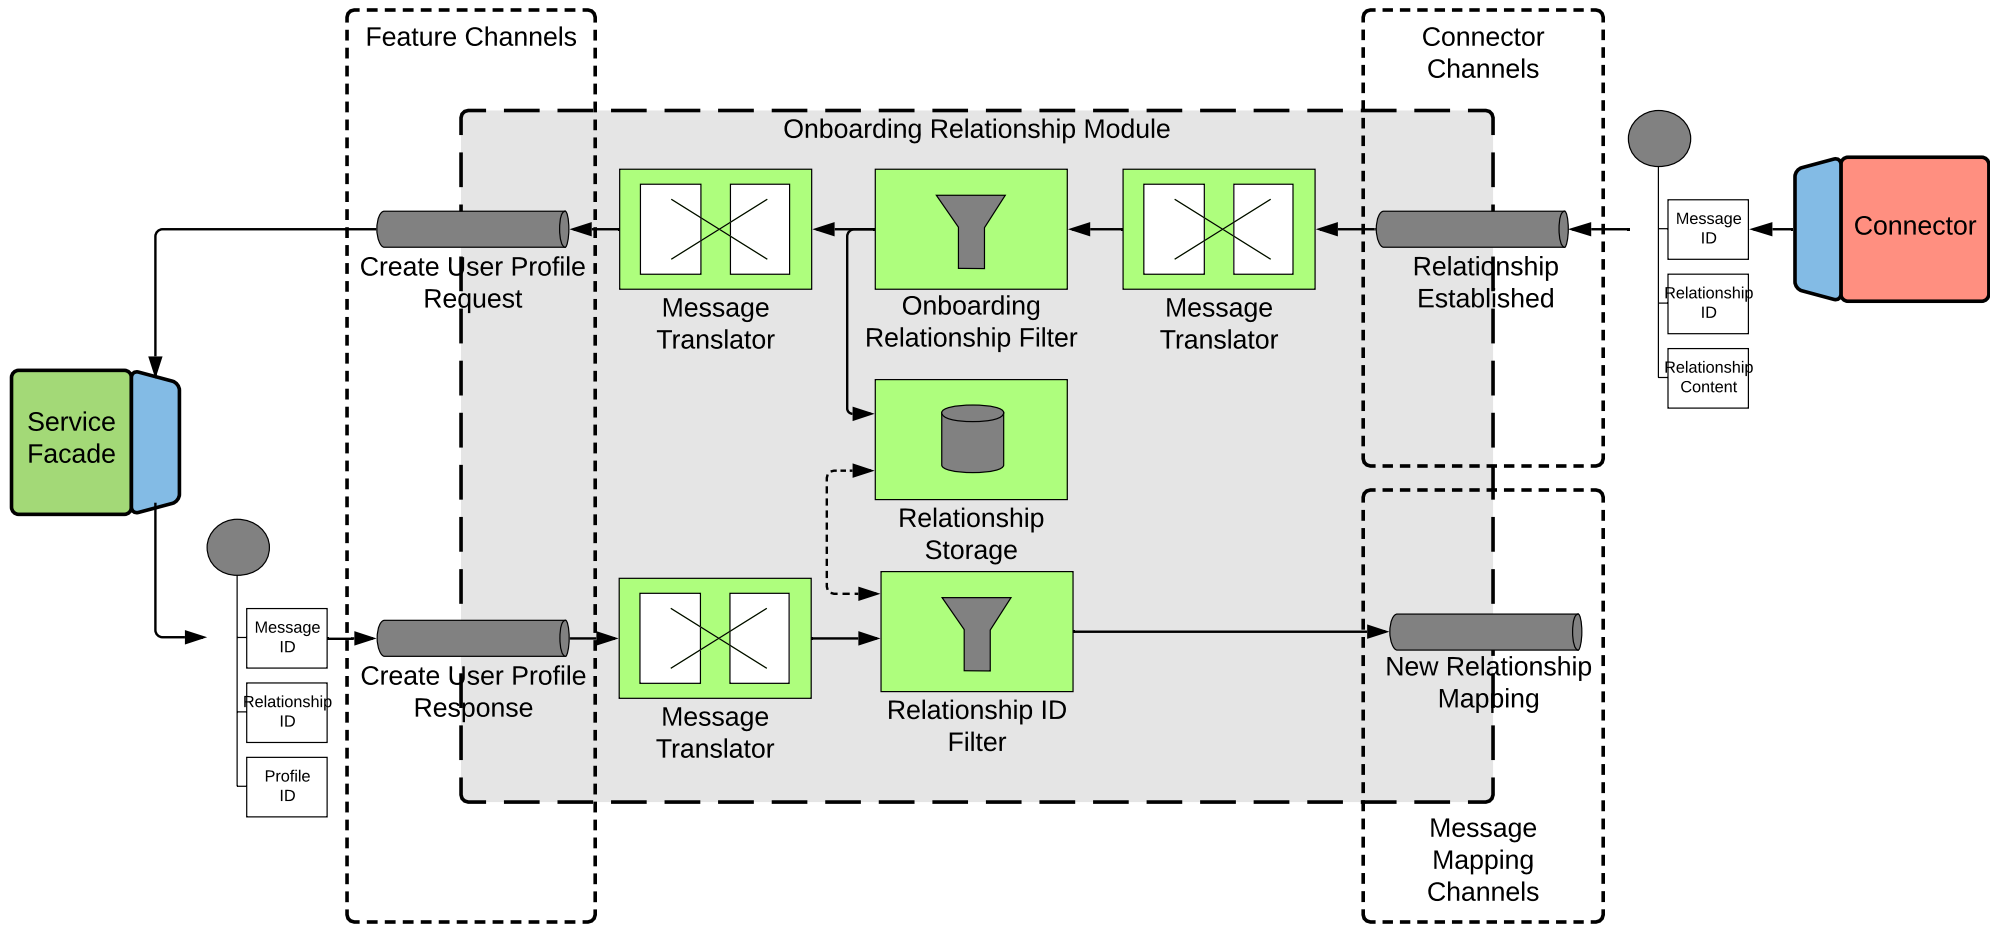 Feature Channels
Connector
Channels
Onboarding Relationship Module
Message
ID
Relationship
ID
Relationship
Content
Connector
Create User Profile
Request
Message
Translator
Onboarding
Relationship Filter
Message
Translator
Relationship
Established
Service
Facade
Relationship
Storage
Message
ID
Relationship
ID
Profile
ID
Create User Profile
Response
Message
Translator
Relationship ID
Filter
New Relationship
Mapping
Message
Mapping
Channels